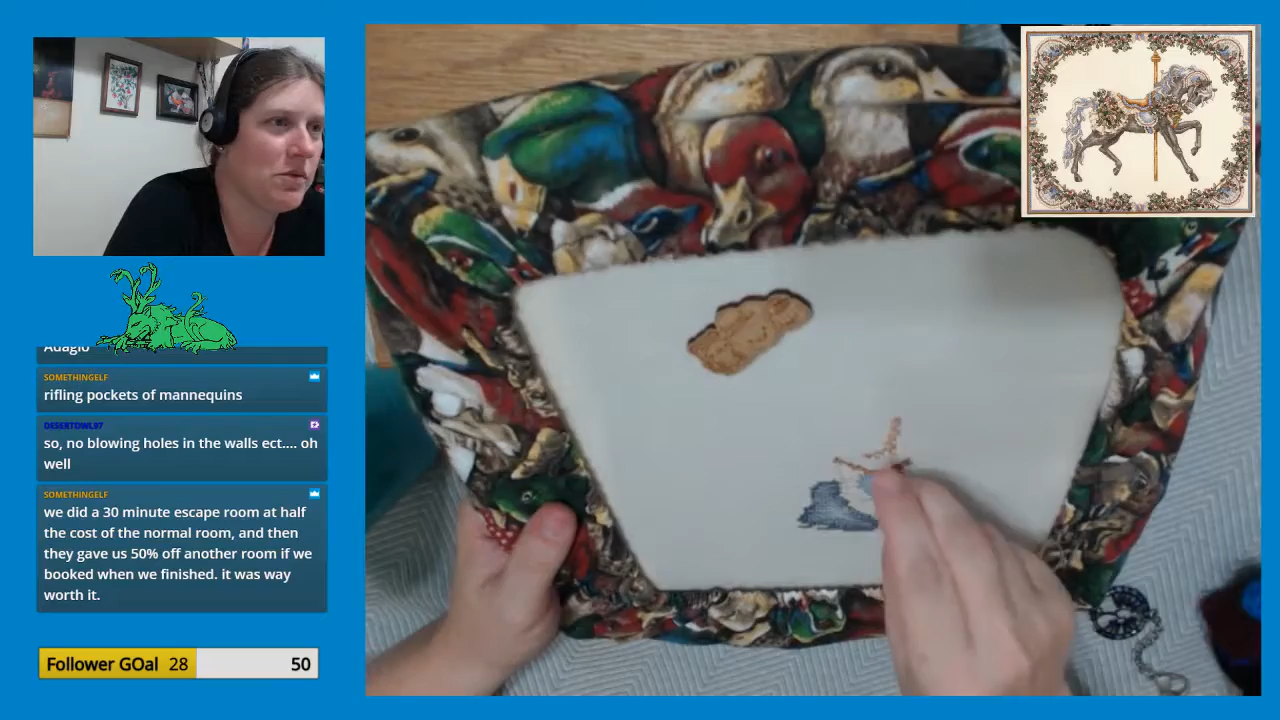 Adagio
SOMETHINGELF
rifling pockets of mannequins
DESERTOWL87
so, no blowing holes in the walls ect.... oh
well
SOMETHINGELF
we did a 30 minute escape room at half
the cost of the normal room, and then
they gave us 50% off another room if we
booked when we finished. it was way
worth it.
Follower GOal 28 50